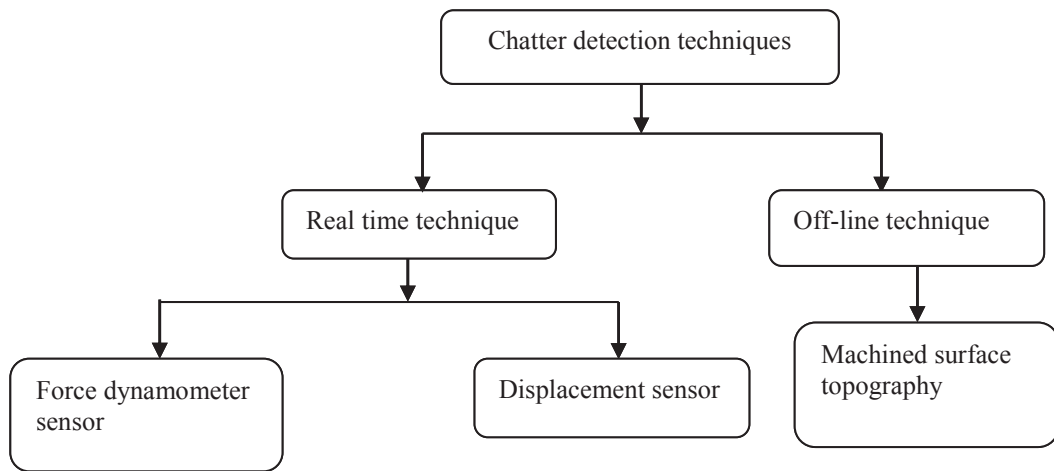 Chatter detection techniques
Real time technique
Off-line technique
Force dynamometer
sensor
Displacement sensor
Machined surface
topography